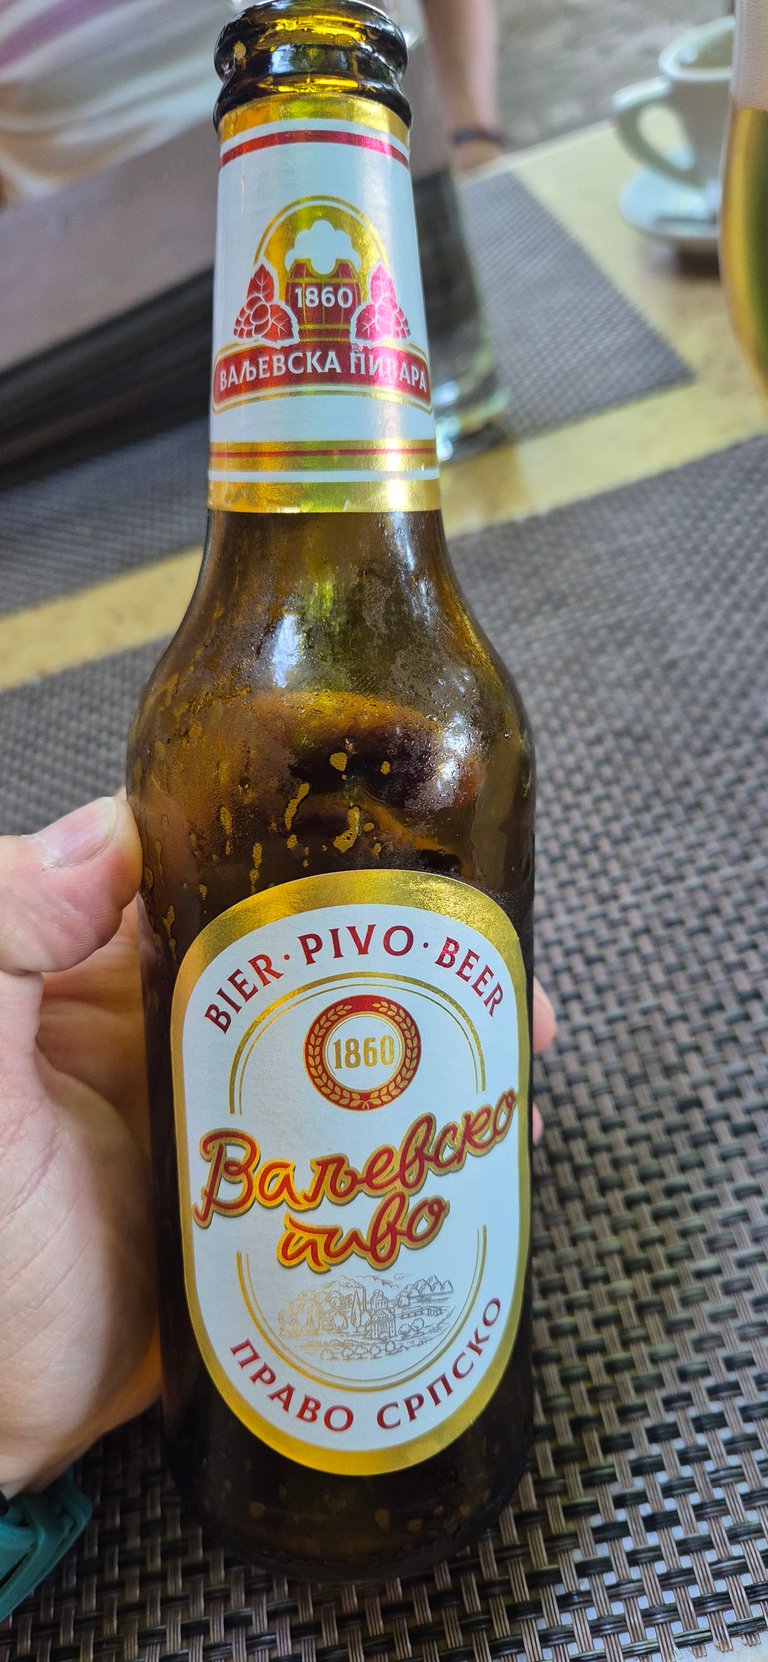 1860
ВАЉЕВСКА ПИВАРА
BIER · PIVO · BEER
1860
Ваљевско
пиво
ПРАВО СРПСКО